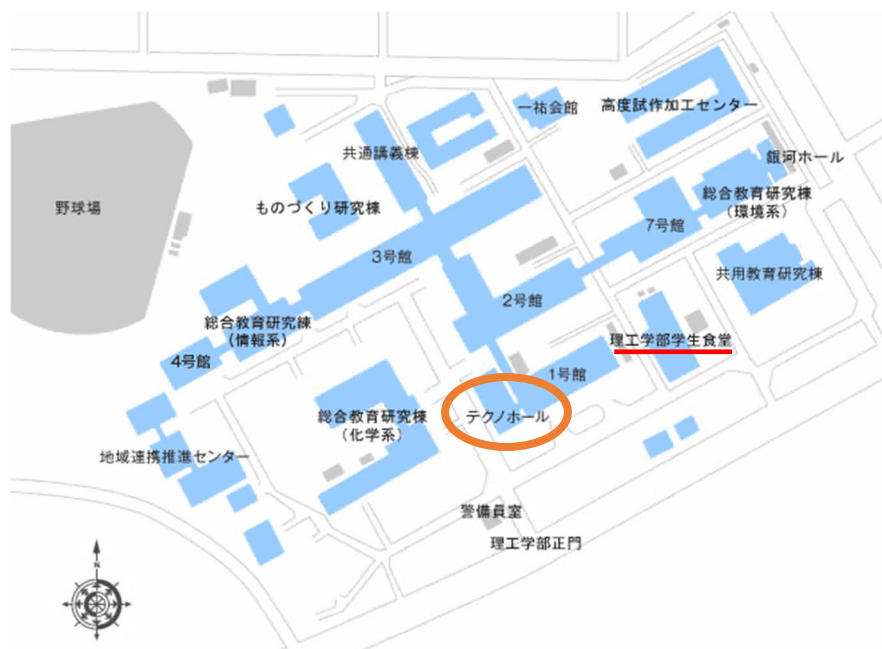 一祐会館
高度試作加工センター
共通講義棟
銀河ホール
ものづくり研究棟
総合教育研究棟
（環境系）
野球場
7号館
3号館
共用教育研究棟
2号館
総合教育研究棟
（情報系）
理工学部学生食堂
4号館
1号館
テクノホール
総合教育研究棟
（化学系）
地域連携推進センター
警備員室
理工学部正門
N